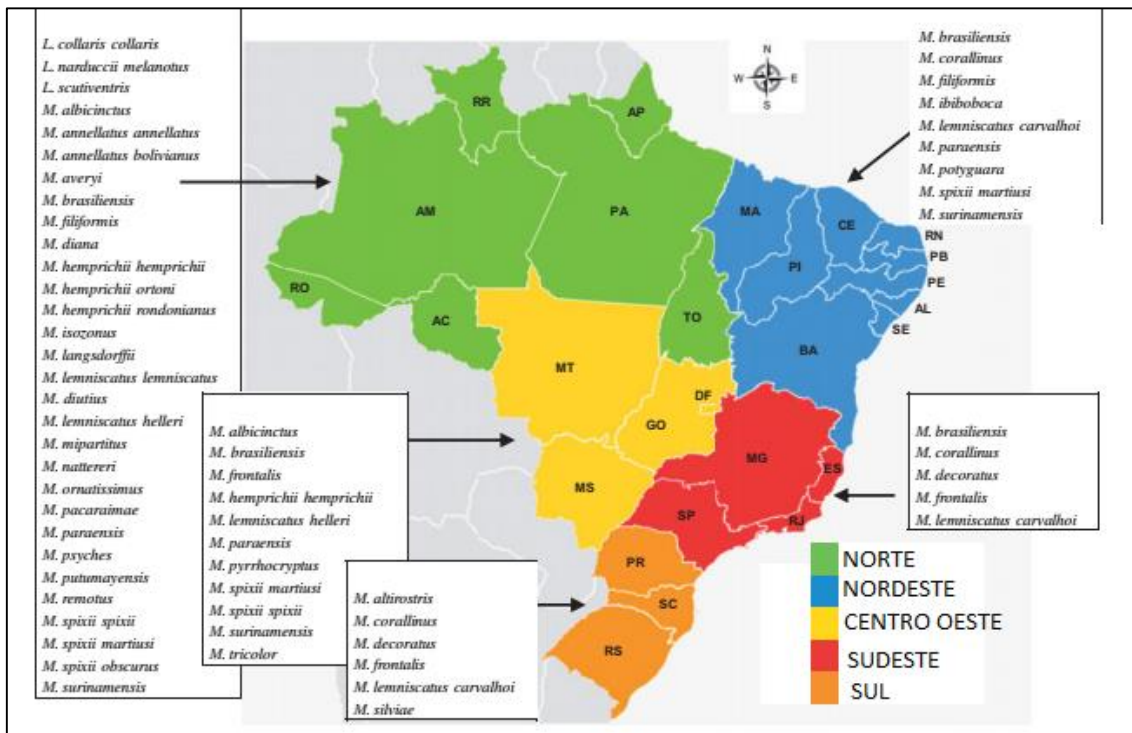 L. collaris collaris
L. narduccii melanotus
L. scutiventris
M. albicinctus
M. annellatus annellatus
M. annellatus bolivianus
M. averyi
M. brasiliensis
M. filiformis
M. diana
M. hemprichii hemprichii
M. hemprichii ortoni
M. hemprichii rondonianus
M. isozonus
M. langsdorffii
M. lemniscatus lemniscatus
M. diutius
M. lemniscatus helleri
M. mipartitus
M. nattereri
M. ornatissimus
M. pacaraimae
M. paraensis
M. psyches
M. putumayensis
M. remotus
M. spixii spixii
M. spixii martiusi
M. spixii obscurus
M. surinamensis
M. albicinctus
M. brasiliensis
M. frontalis
M. hemprichii hemprichii
M. lemniscatus helleri
M. paraensis
M. pyrrhocryptus
M. spixii martiusi
M. spixii spixii
M. surinamensis
M. tricolor
M. altirostris
M. corallinus
M. decoratus
M. frontalis
M. lemniscatus carvalhoi
M. silviae
N
W E
S
RR
AP
AM
PA
MA
CE
RN
PB
PE
AL
SE
PI
BA
RO
AC
TO
MT
DF
GO
MS
MG
ES
SP
RJ
PR
SC
RS
M. brasiliensis
M. corallinus
M. filiformis
M. ibiboboca
M. lemniscatus carvalhoi
M. paraensis
M. potyguara
M. spixii martiusi
M. surinamensis
M. brasiliensis
M. corallinus
M. decoratus
M. frontalis
M. lemniscatus carvalhoi
NORTE
NORDESTE
CENTRO OESTE
SUDESTE
SUL